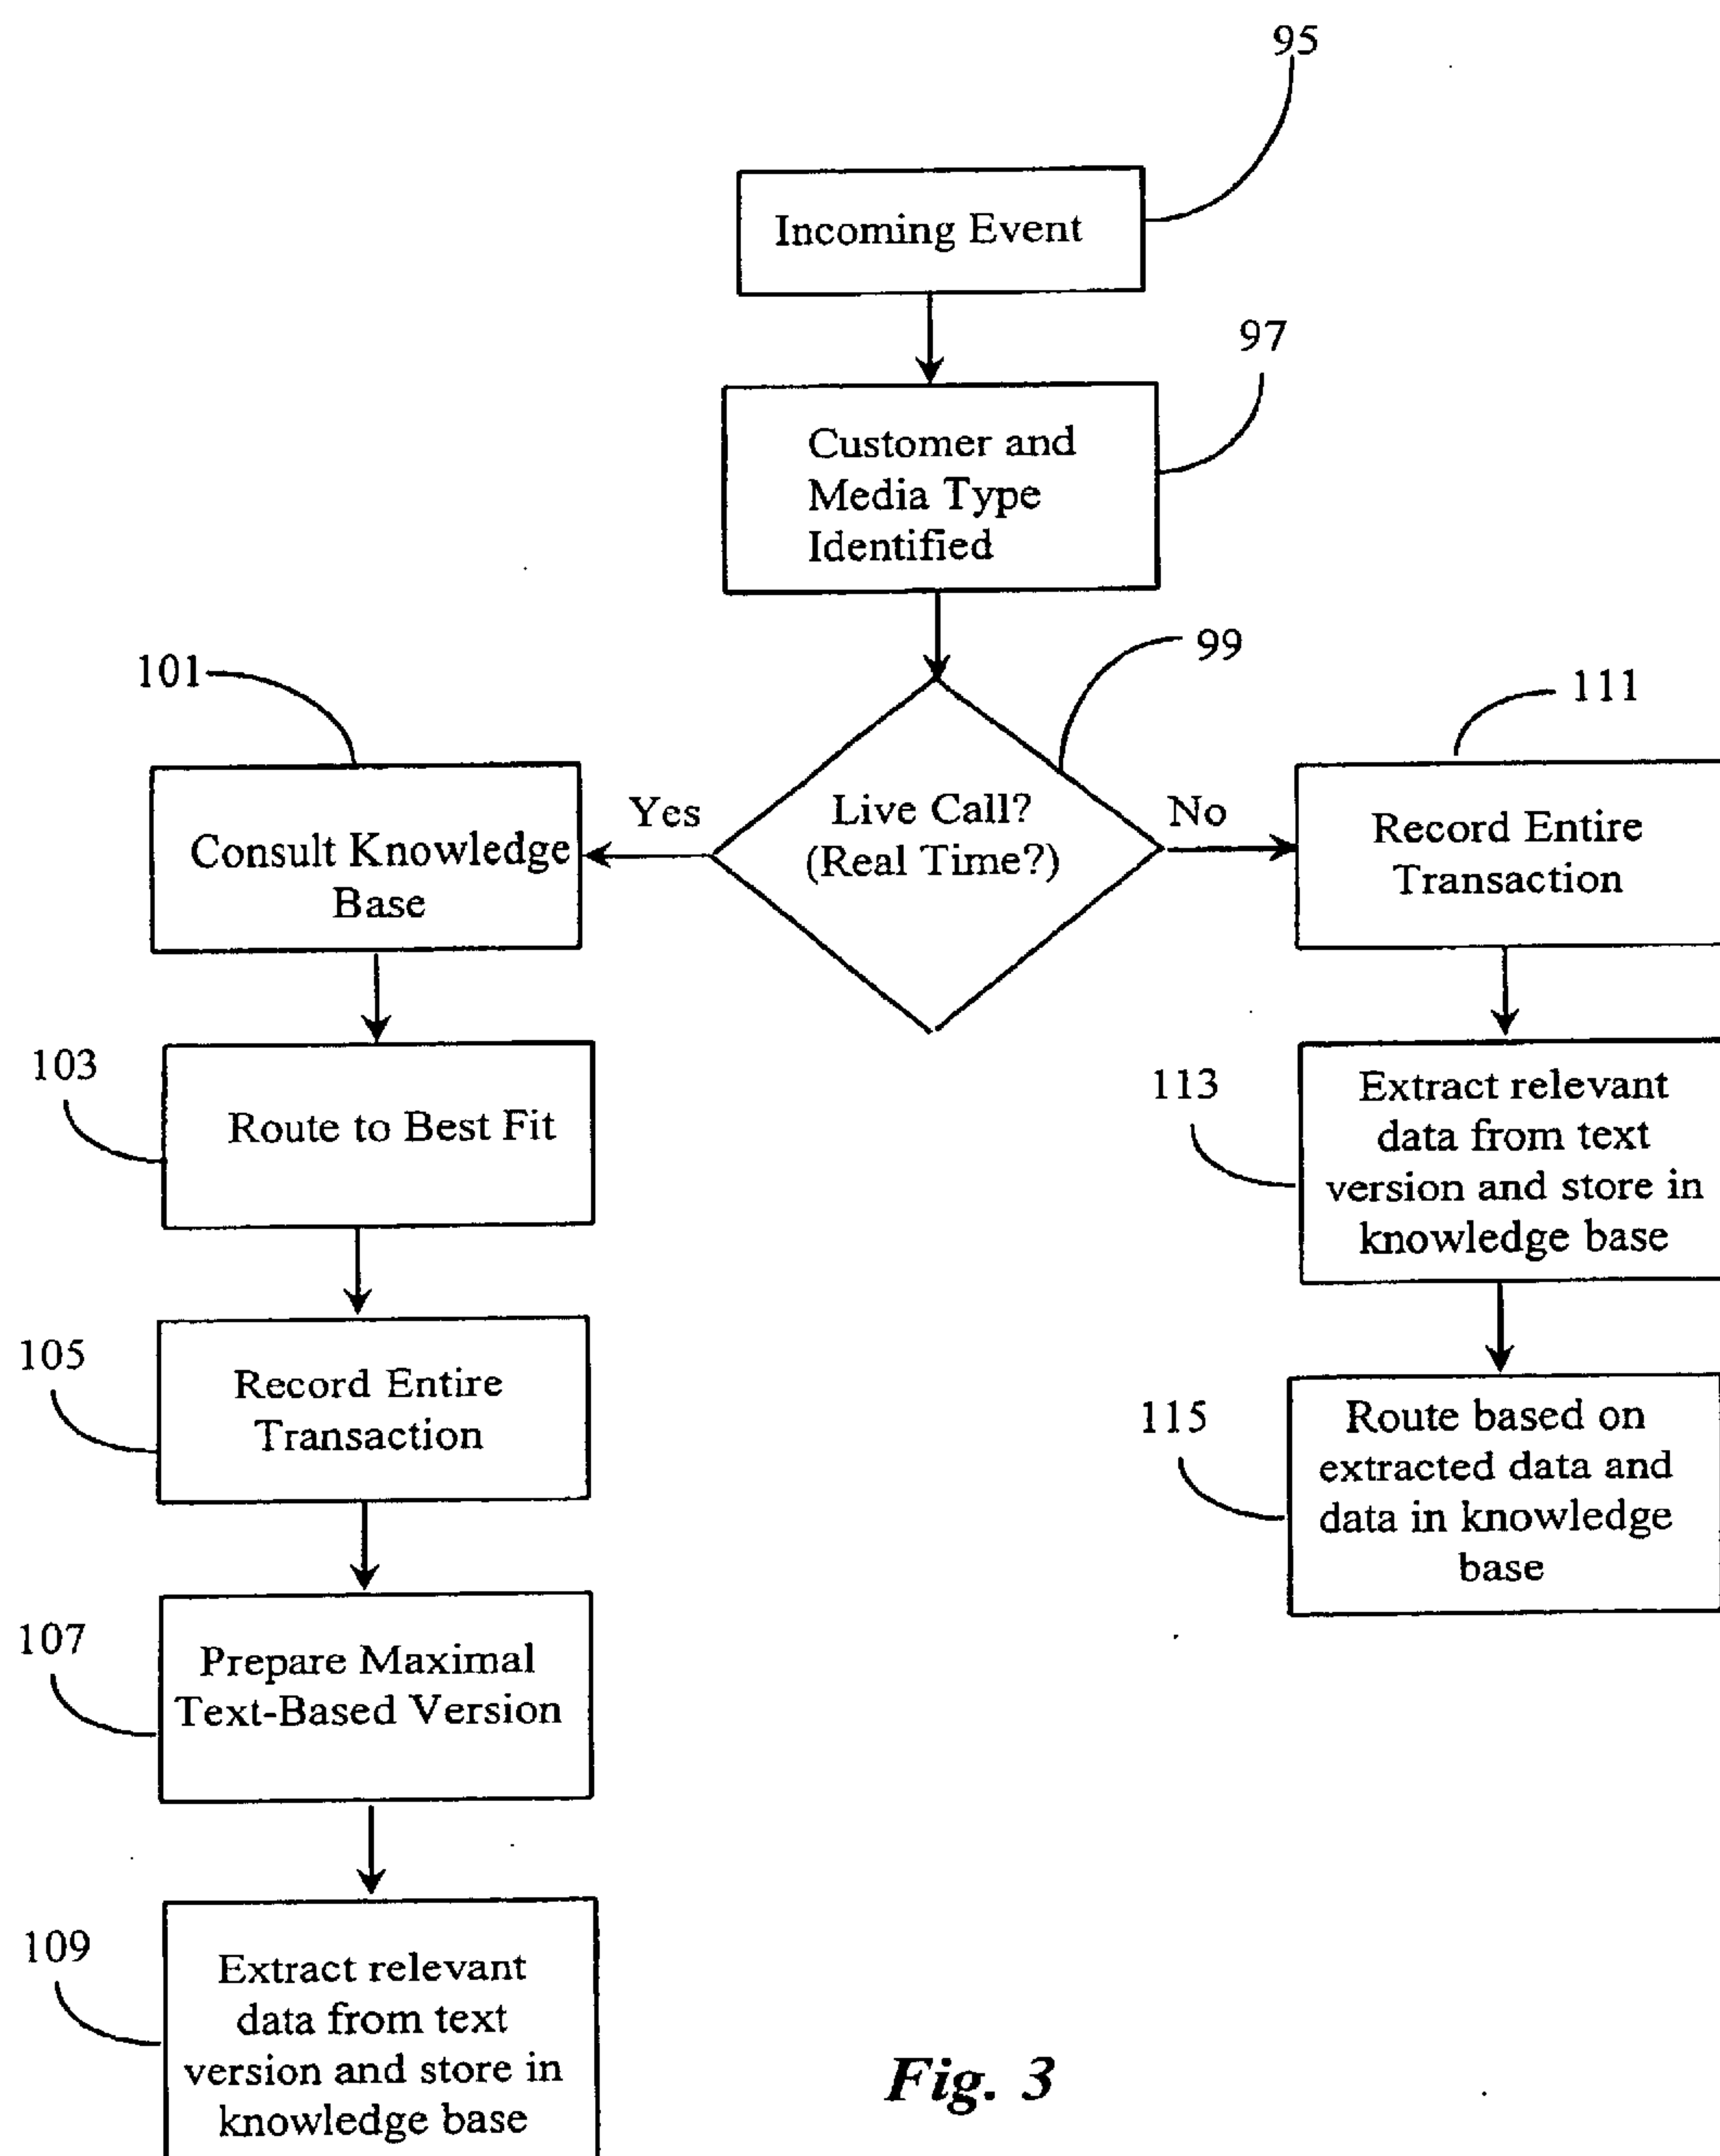 95
Incoming Event
97
Customer and
Media Type
Identified
99
Live Call?
(Real Time?)
Yes
No
101
Consult Knowledge
Base
103
Route to Best Fit
105
Record Entire
Transaction
107
Prepare Maximal
Text-Based Version
109
Extract relevant
data from text
version and store in
knowledge base
111
Record Entire
Transaction
113
Extract relevant
data from text
version and store in
knowledge base
115
Route based on
extracted data and
data in knowledge
base
Fig. 3